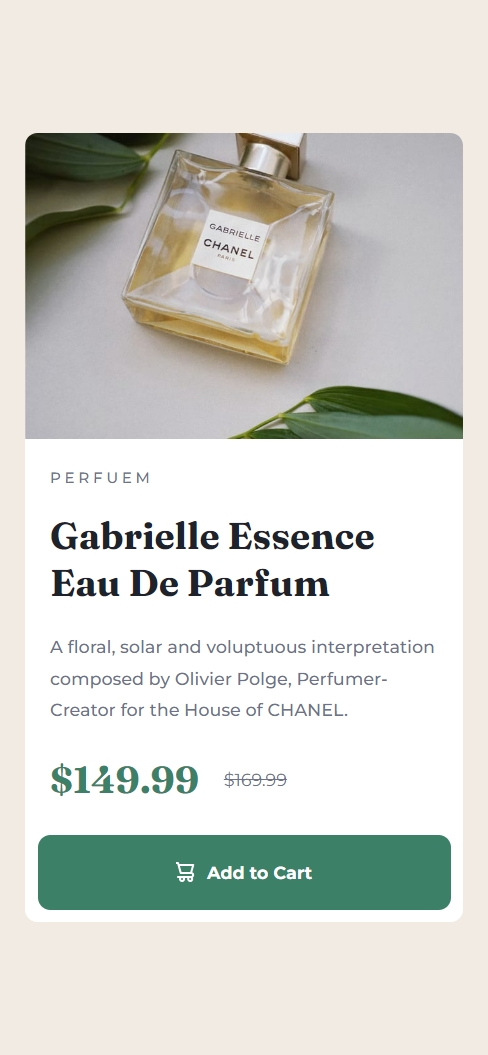 GABRIELLE
CHANEL
PARIS
PERFUEM
Gabrielle Essence
Eau De Parfum
A floral, solar and voluptuous interpretation
composed by Olivier Polge, Perfumer-
Creator for the House of CHANEL.
$149.99 $169.99
Add to Cart